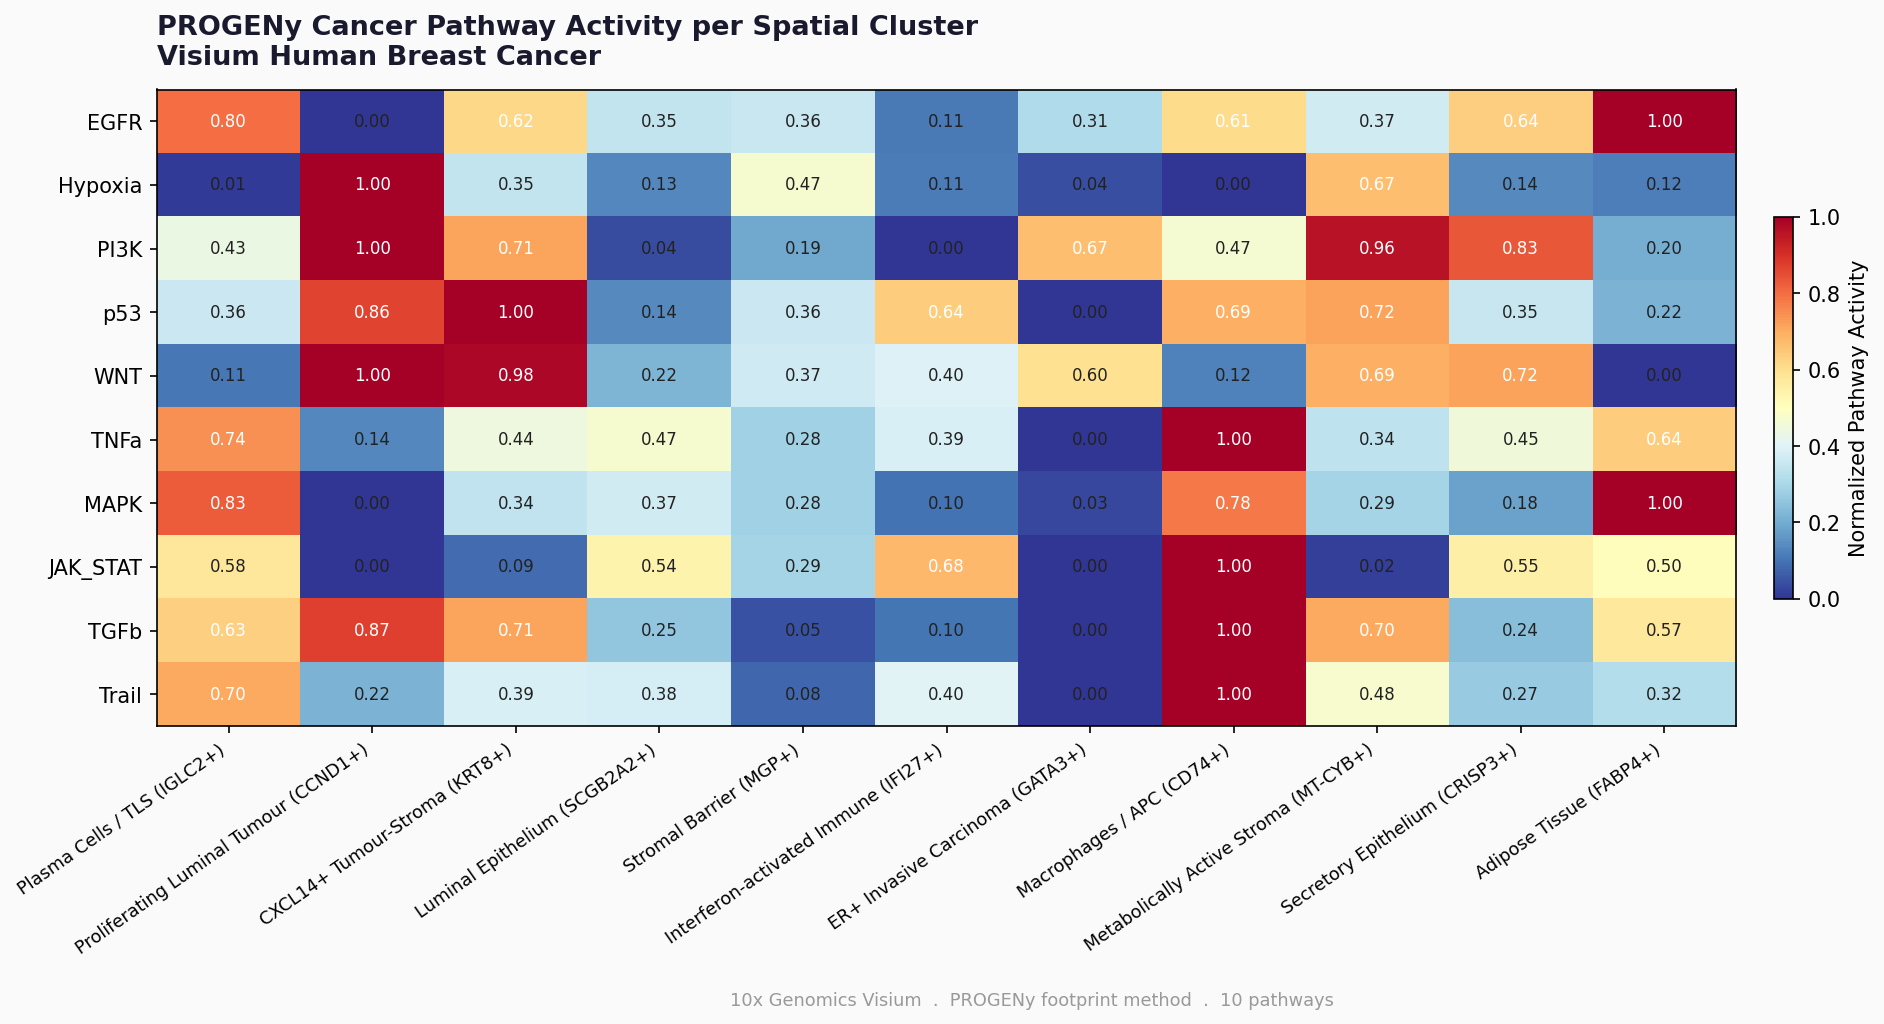 PROGENy Cancer Pathway Activity per Spatial Cluster
Visium Human Breast Cancer
EGFR 0.80 0.00 0.62 0.35 0.36 0.11 0.31 0.61 0.37 0.64 1.00
Hypoxia 0.01 1.00 0.35 0.13 0.47 0.11 0.04 0.00 0.67 0.14 0.12
PI3K 0.43 1.00 0.71 0.04 0.19 0.00 0.67 0.47 0.96 0.83 0.20
p53 0.36 0.86 1.00 0.14 0.36 0.64 0.00 0.69 0.72 0.35 0.22
WNT 0.11 1.00 0.98 0.22 0.37 0.40 0.60 0.12 0.69 0.72 0.00
TNFa 0.74 0.14 0.44 0.47 0.28 0.39 0.00 1.00 0.34 0.45 0.64
MAPK 0.83 0.00 0.34 0.37 0.28 0.10 0.03 0.78 0.29 0.18 1.00
JAK_STAT 0.58 0.00 0.09 0.54 0.29 0.68 0.00 1.00 0.02 0.55 0.50
TGFb 0.63 0.87 0.71 0.25 0.05 0.10 0.00 1.00 0.70 0.24 0.57
Trail 0.70 0.22 0.39 0.38 0.08 0.40 0.00 1.00 0.48 0.27 0.32
Plasma Cells / TLS (IGLC2+)
Proliferating Luminal Tumour (CCND1+)
CXCL14+ Tumour-Stroma (KRT8+)
Luminal Epithelium (SCGB2A2+)
Stromal Barrier (MGP+)
Interferon-activated Immune (IFI27+)
ER+ Invasive Carcinoma (GATA3+)
Macrophages / APC (CD74+)
Metabolically Active Stroma (MT-CYB+)
Secretory Epithelium (CRISP3+)
Adipose Tissue (FABP4+)
1.0
0.8
0.6
0.4
0.2
0.0
Normalized Pathway Activity
10x Genomics Visium . PROGENy footprint method . 10 pathways